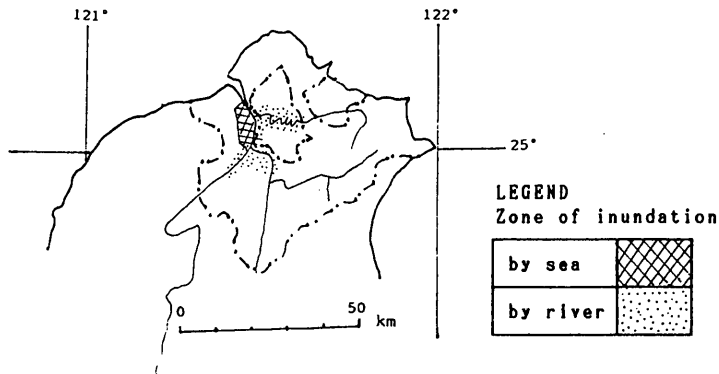 121°
122°
25°
LEGEND
Zone of inundation
by sea
by river
0 50
km